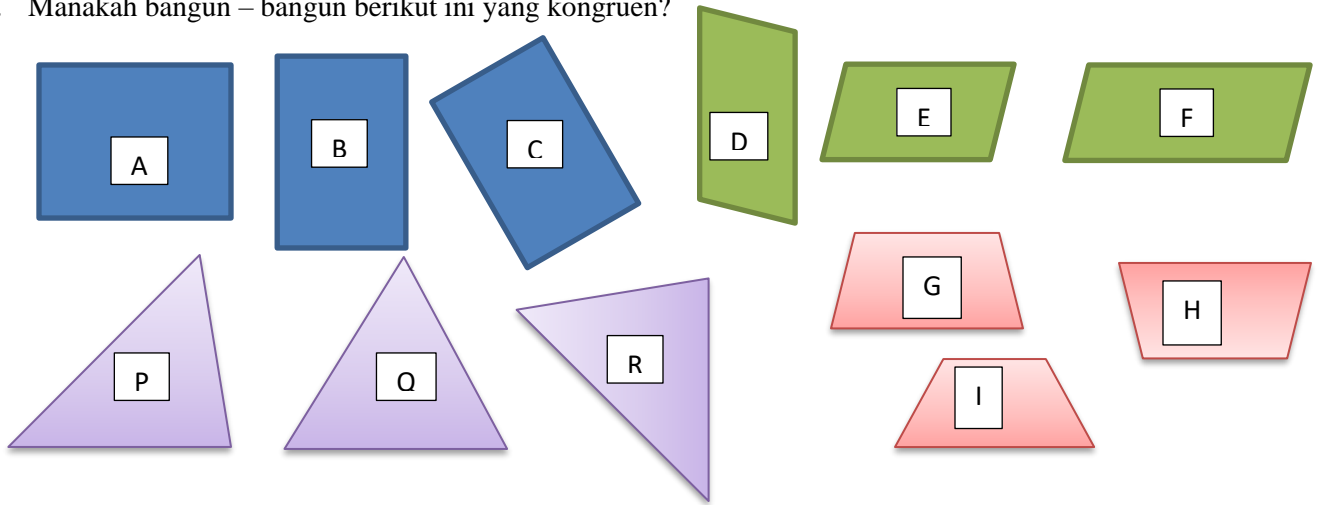 . Manakah bangun – bangun berikut ini yang kongruen?
A
B
C
D
E
F
G
H
I
P
Q
R